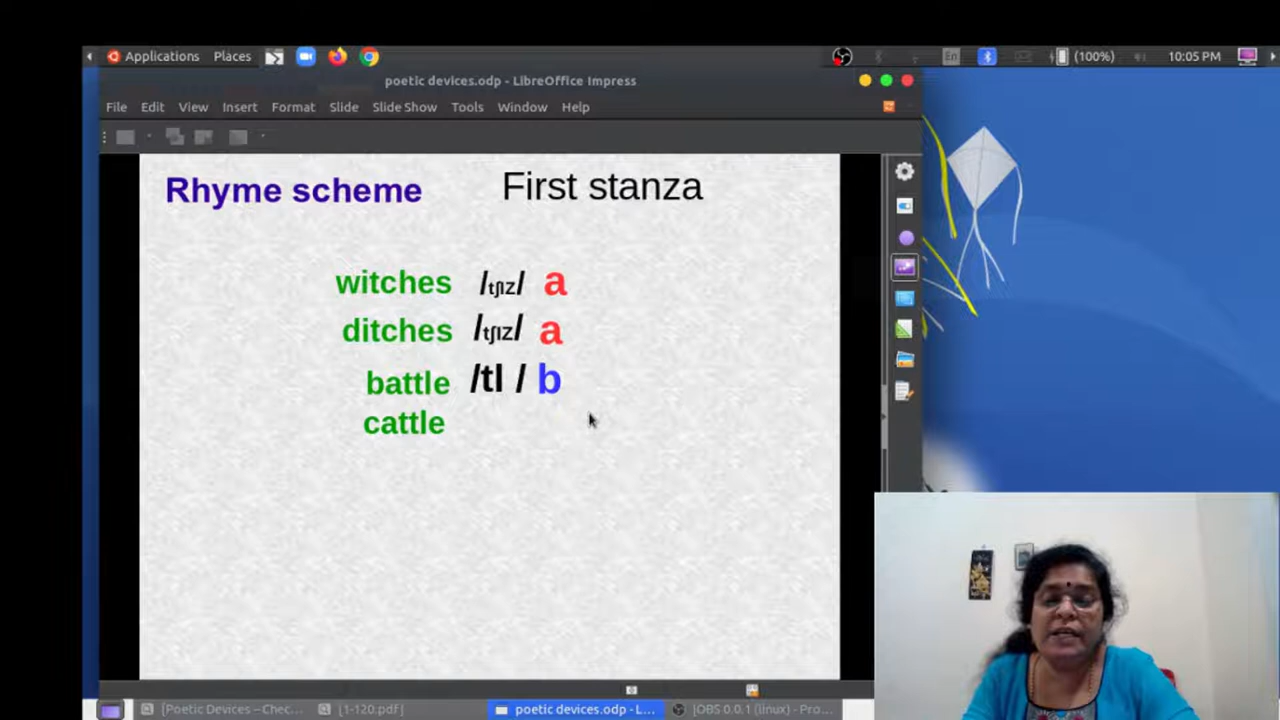 Applications Places En (100%) 10:05 PM
poetic devices.odp - LibreOffice Impress
File Edit View Insert Format Slide Slide Show Tools Window Help
Rhyme scheme First stanza
witches /tʃɪz/ a
ditches /tʃɪz/ a
battle /tl / b
cattle
[Poetic Devices – Chec... [1-120.pdf] poetic devices.odp - L... [OBS 0.0.1 (linux) - Pro...